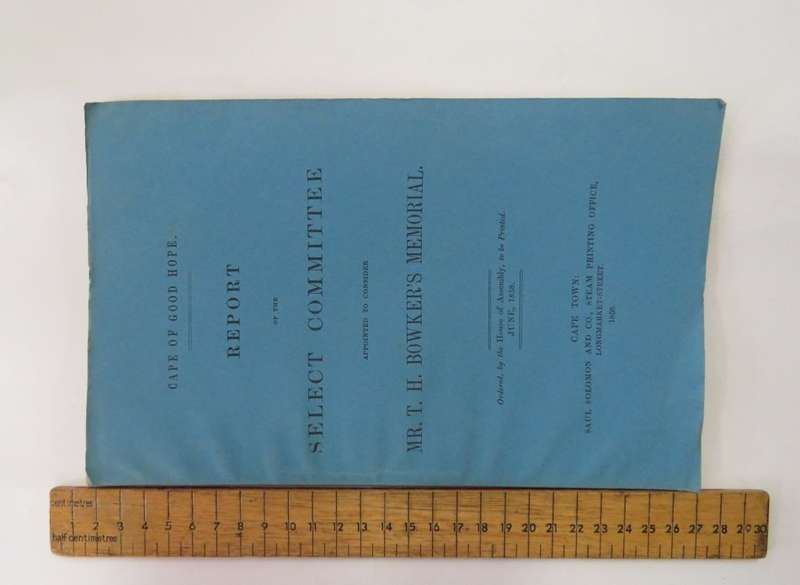 CAPE OF GOOD HOPE.
REPORT
OF THE
SELECT COMMITTEE
APPOINTED TO CONSIDER
MR. T. H. BOWKER'S MEMORIAL.
Ordered, by the House of Assembly, to be Printed.
JUNE, 1858.
CAPE TOWN:
SAUL SOLOMON AND CO., STEAM PRINTING OFFICE,
LONGMARKET-STREET.
1858.
centimetres
1 2 3 4 5 6 7 8 9 10 11 12 13 14 15 16 17 18 19 20 21 22 23 24 25 26 27 28 29 30
half centimetres